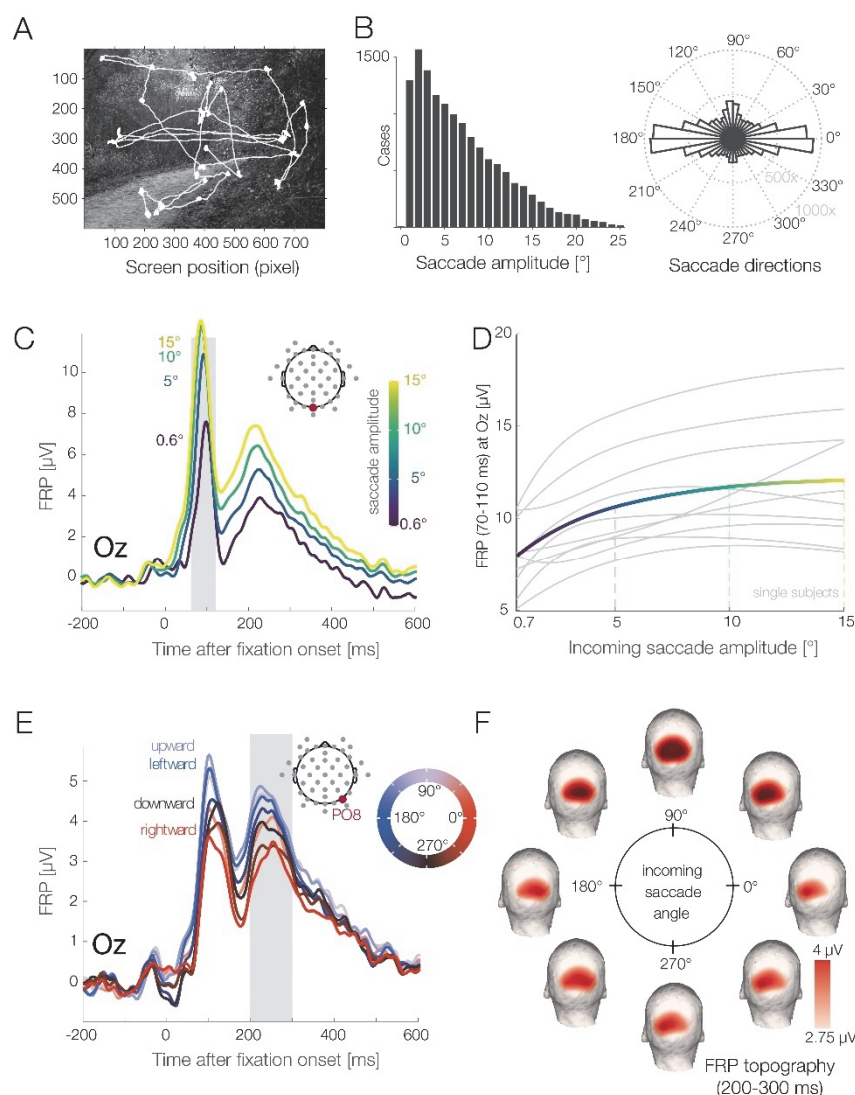 A
100
200
300
400
500
100 200 300 400 500 600 700
Screen position (pixel)
B
1500
Cases
0 5 10 15 20 25
Saccade amplitude [°]
90°
120° 60°
150° 30°
180° 0°
210° 330°
240° 300°
270°
500x
1000x
Saccade directions
C
10
8
6
4
2
0
FRP [µV]
15°
10°
5°
0.6°
Oz
saccade amplitude
15°
10°
5°
0.6°
-200 0 200 400 600
Time after fixation onset [ms]
D
20
15
10
5
FRP (70-110 ms) at Oz [µV]
single subjects
0.7 5 10 15
Incoming saccade amplitude [°]
E
5
4
3
2
1
0
FRP [µV]
upward
leftward
downward
rightward
Oz
PO8
90°
180° 0°
270°
-200 0 200 400 600
Time after fixation onset [ms]
F
90°
180° 0°
270°
incoming
saccade
angle
4 µV
2.75 µV
FRP topography
(200-300 ms)